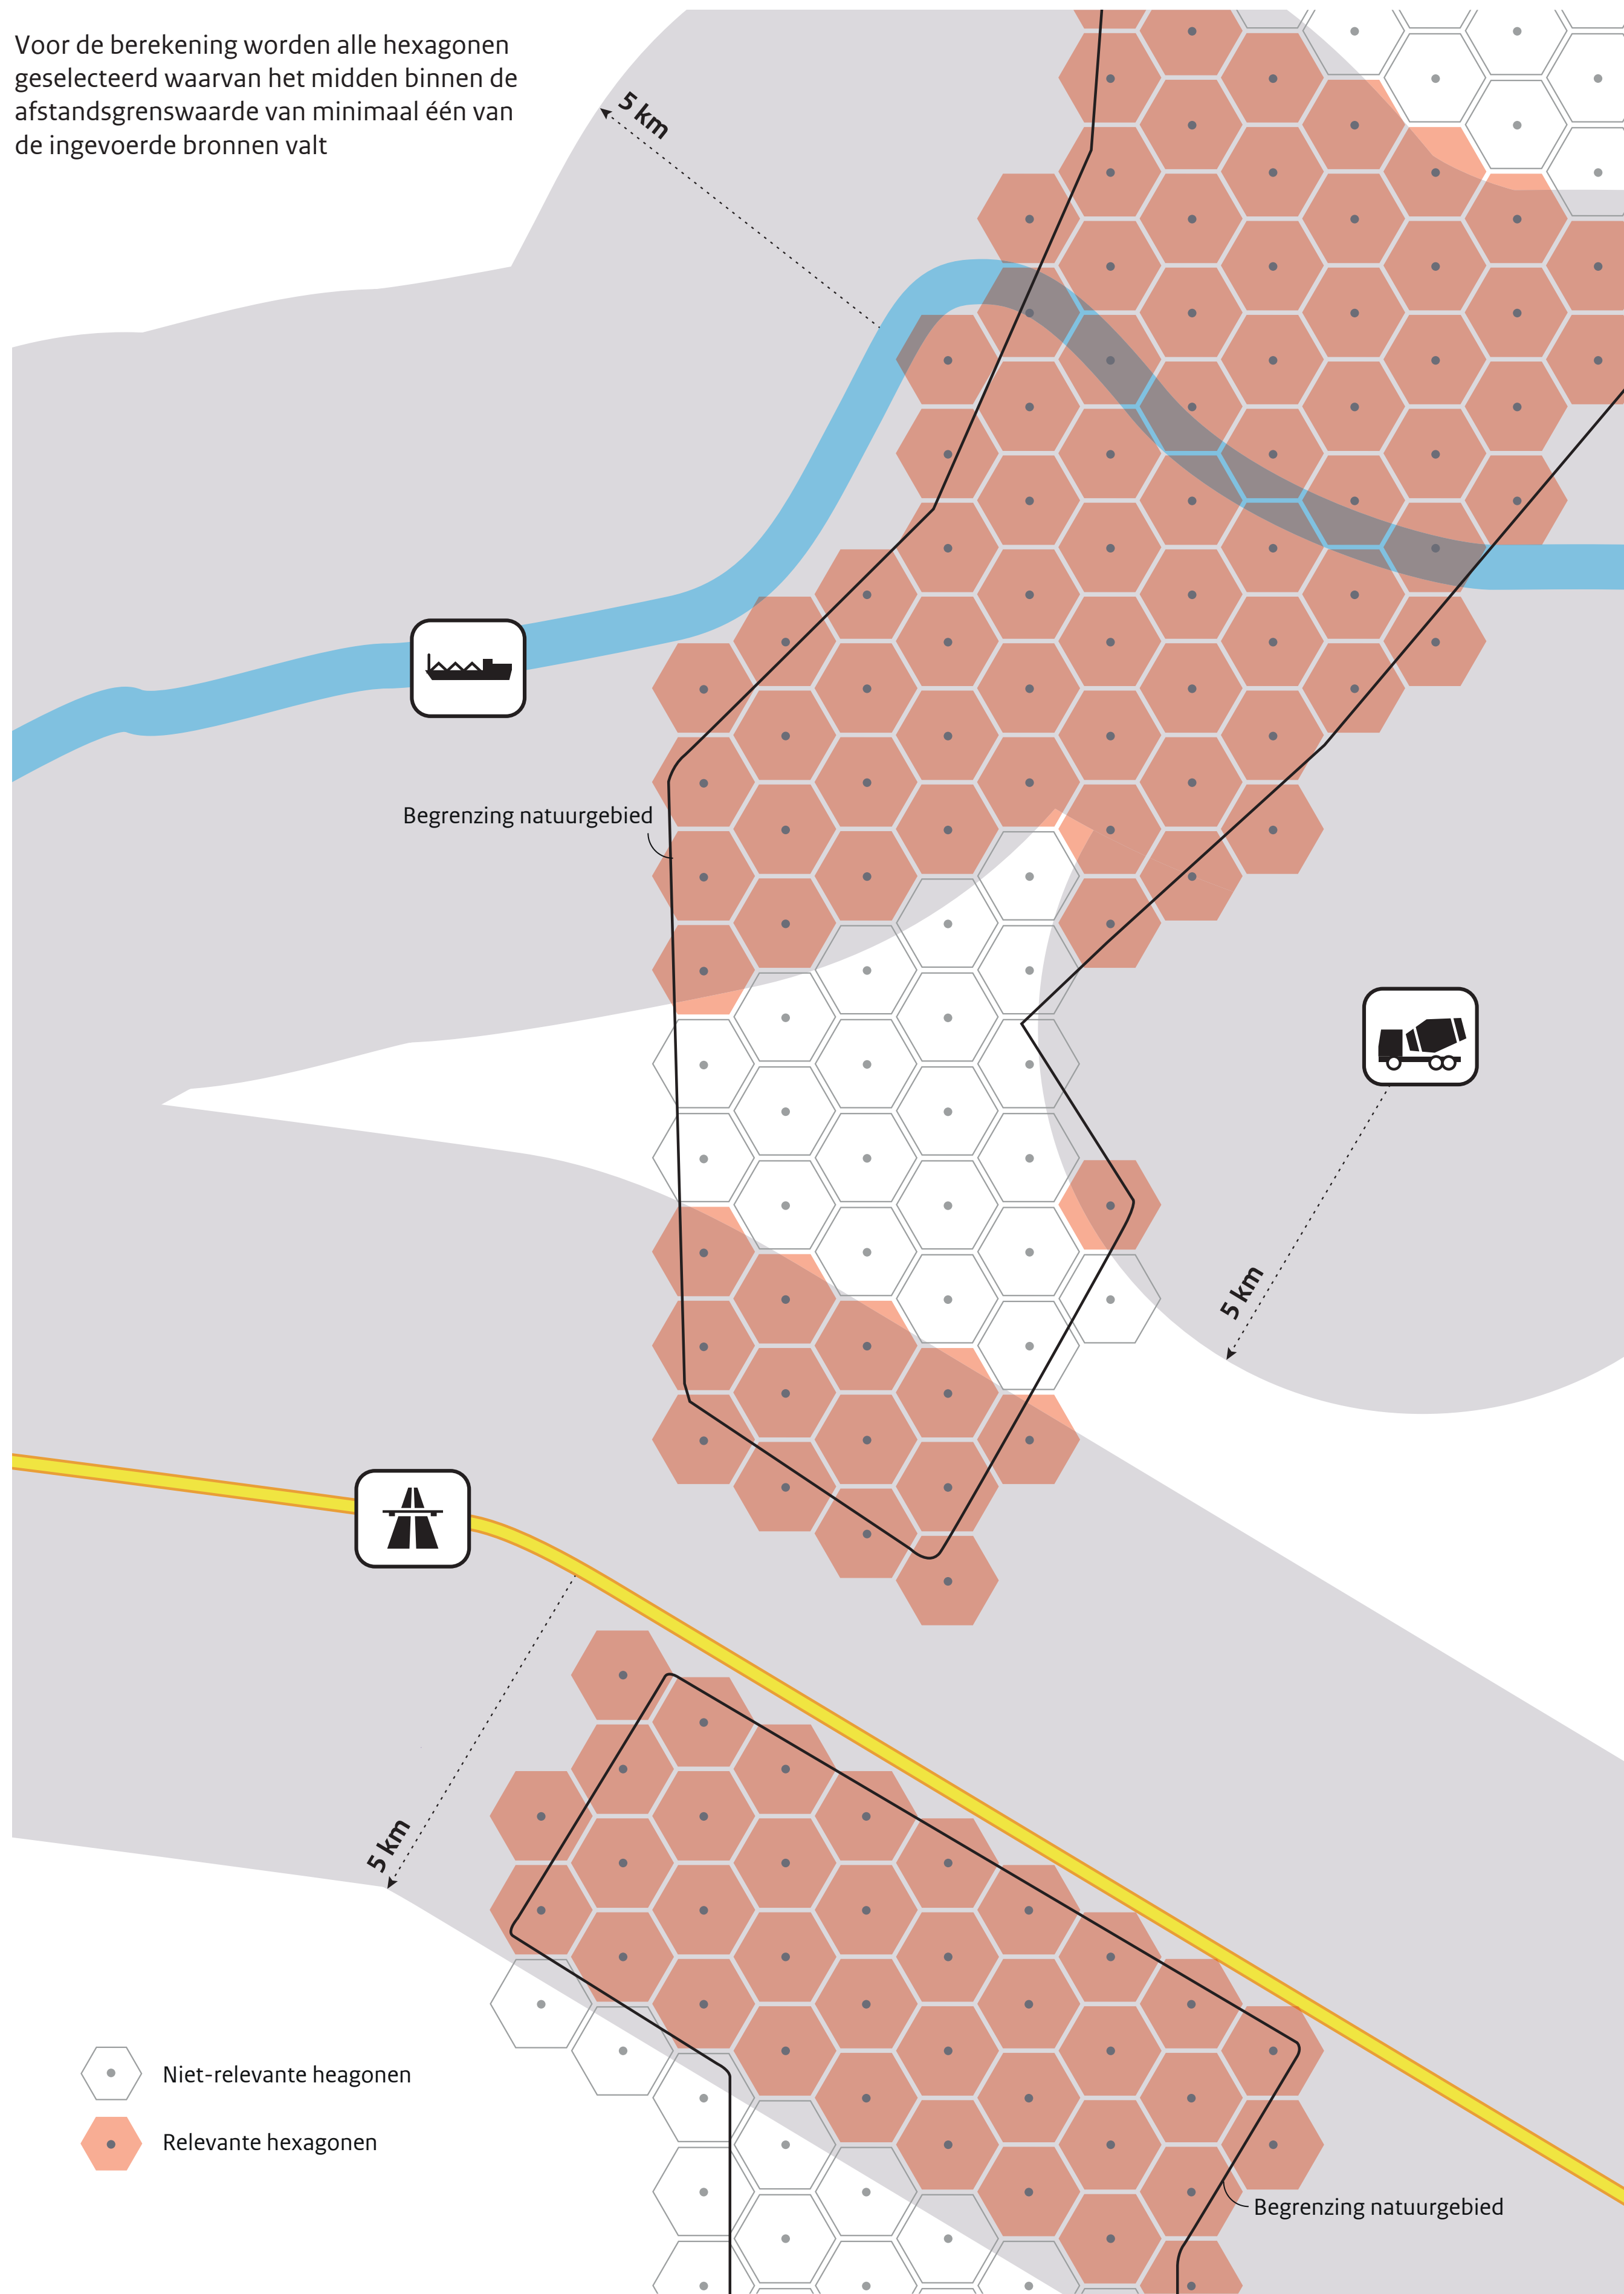 Voor de berekening worden alle hexagonen
geselecteerd waarvan het midden binnen de
afstandsgrenswaarde van minimaal één van
de ingevoerde bronnen valt
5 km
Begrenzing natuurgebied
5 km
5 km
Niet-relevante heagonen
Relevante hexagonen
Begrenzing natuurgebied